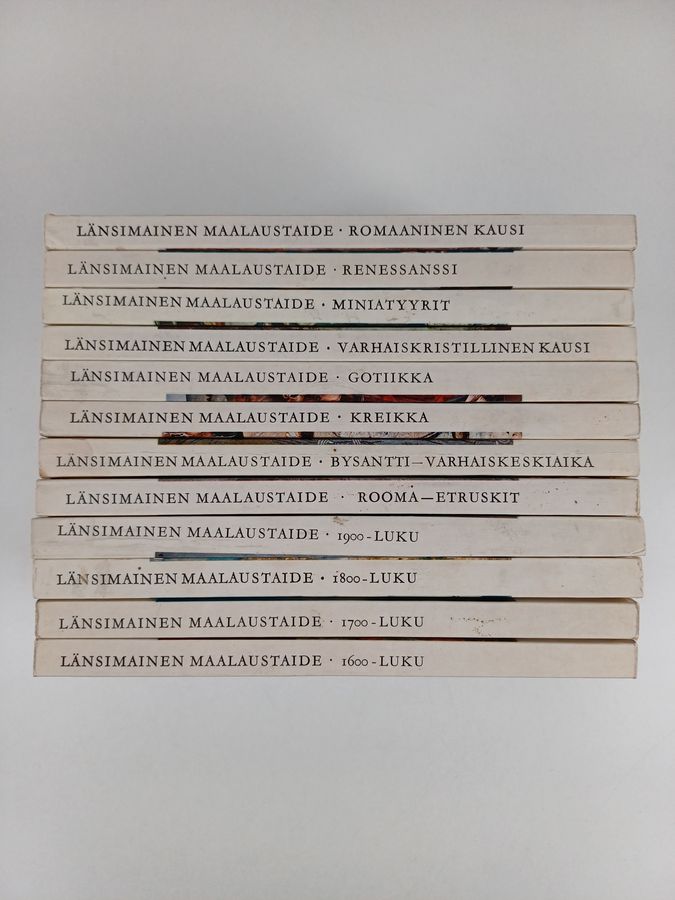 LÄNSIMAINEN MAALAUSTAIDE · ROMAANINEN KAUSI
LÄNSIMAINEN MAALAUSTAIDE · RENESSANSSI
LÄNSIMAINEN MAALAUSTAIDE · MINIATYYRIT
LÄNSIMAINEN MAALAUSTAIDE · VARHAISKRISTILLINEN KAUSI
LÄNSIMAINEN MAALAUSTAIDE · GOTIIKKA
LÄNSIMAINEN MAALAUSTAIDE · KREIKKA
LÄNSIMAINEN MAALAUSTAIDE · BYSANTTI—VARHAISKESKIAIKA
LÄNSIMAINEN MAALAUSTAIDE · ROOMA—ETRUSKIT
LÄNSIMAINEN MAALAUSTAIDE · 1900-LUKU
LÄNSIMAINEN MAALAUSTAIDE · 1800-LUKU
LÄNSIMAINEN MAALAUSTAIDE · 1700-LUKU
LÄNSIMAINEN MAALAUSTAIDE · 1600-LUKU